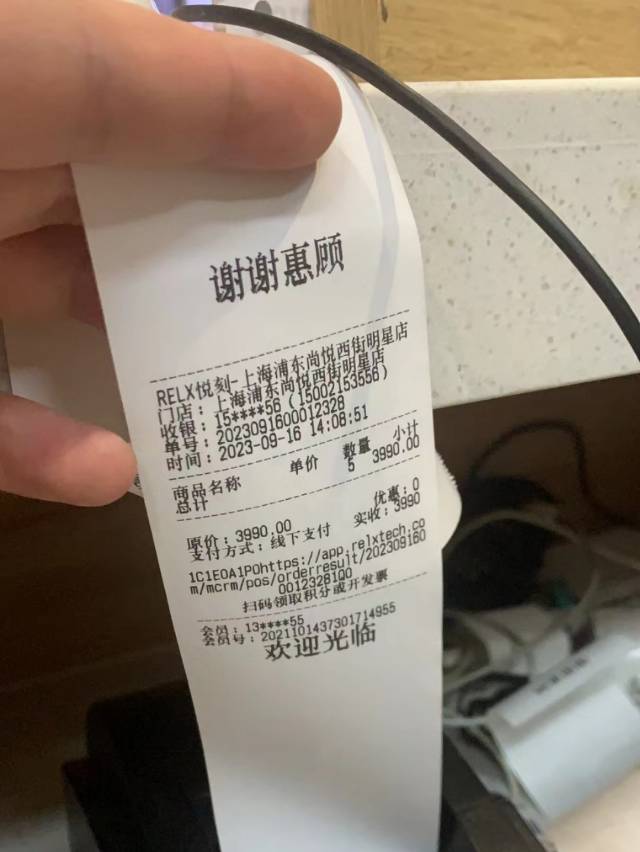 谢谢惠顾
RELX悦刻-上海浦东尚悦西街明星店
门店：上海浦东尚悦西街明星店
收银：15****56(15002153556)
单号：2023091600012328
时间：2023-09-16 14:08:51
商品名称 单价 数量 小计
总计 5 3990.00
原价：3990.00 优惠：0
支付方式：线下支付 实收：3990
1C1E0A1P0https://app.relxtech.co
m/mcrm/pos/orderresult/202309160
00123281Q0
扫码领取积分或开发票
会员：13****55
会员号：2021101437301714955
欢迎光临